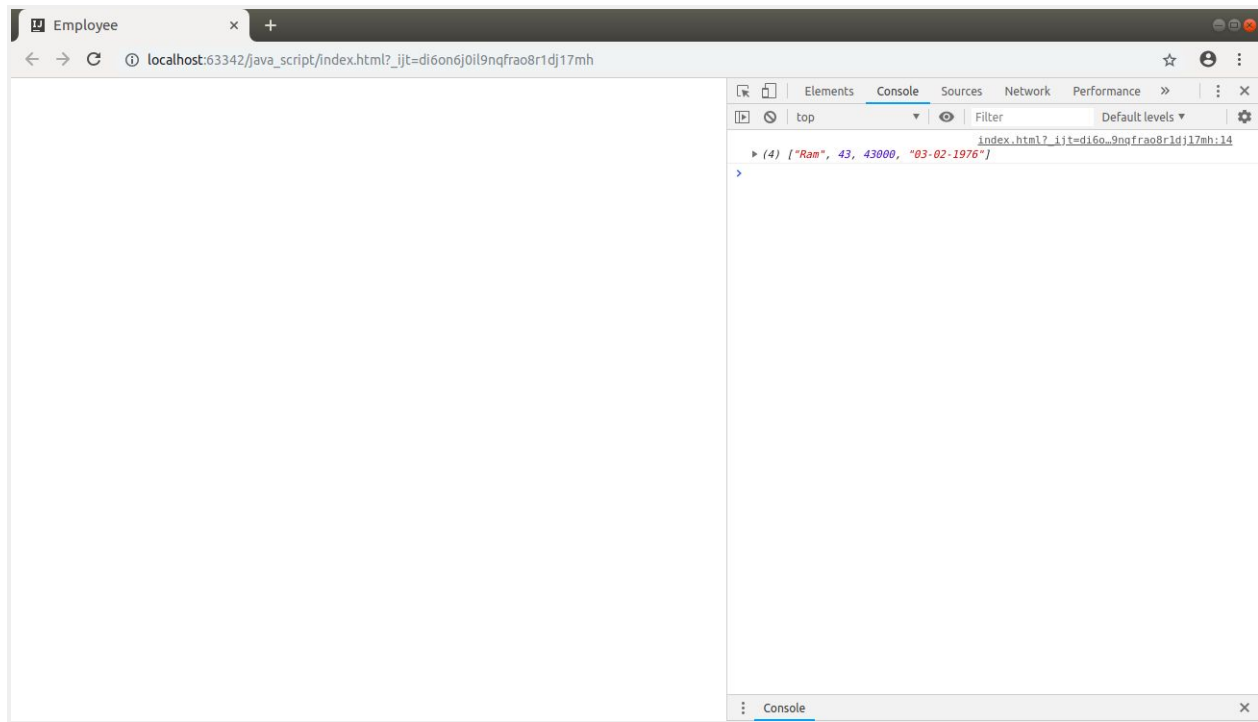 Employee
localhost:63342/java_script/index.html?_ijt=di6on6j0il9nqfrao8r1dj17mh
Elements Console Sources Network Performance »
top Filter Default levels ▼
index.html?_ijt=di6o…9nqfrao8r1dj17mh:14
(4) ["Ram", 43, 43000, "03-02-1976"]
Console